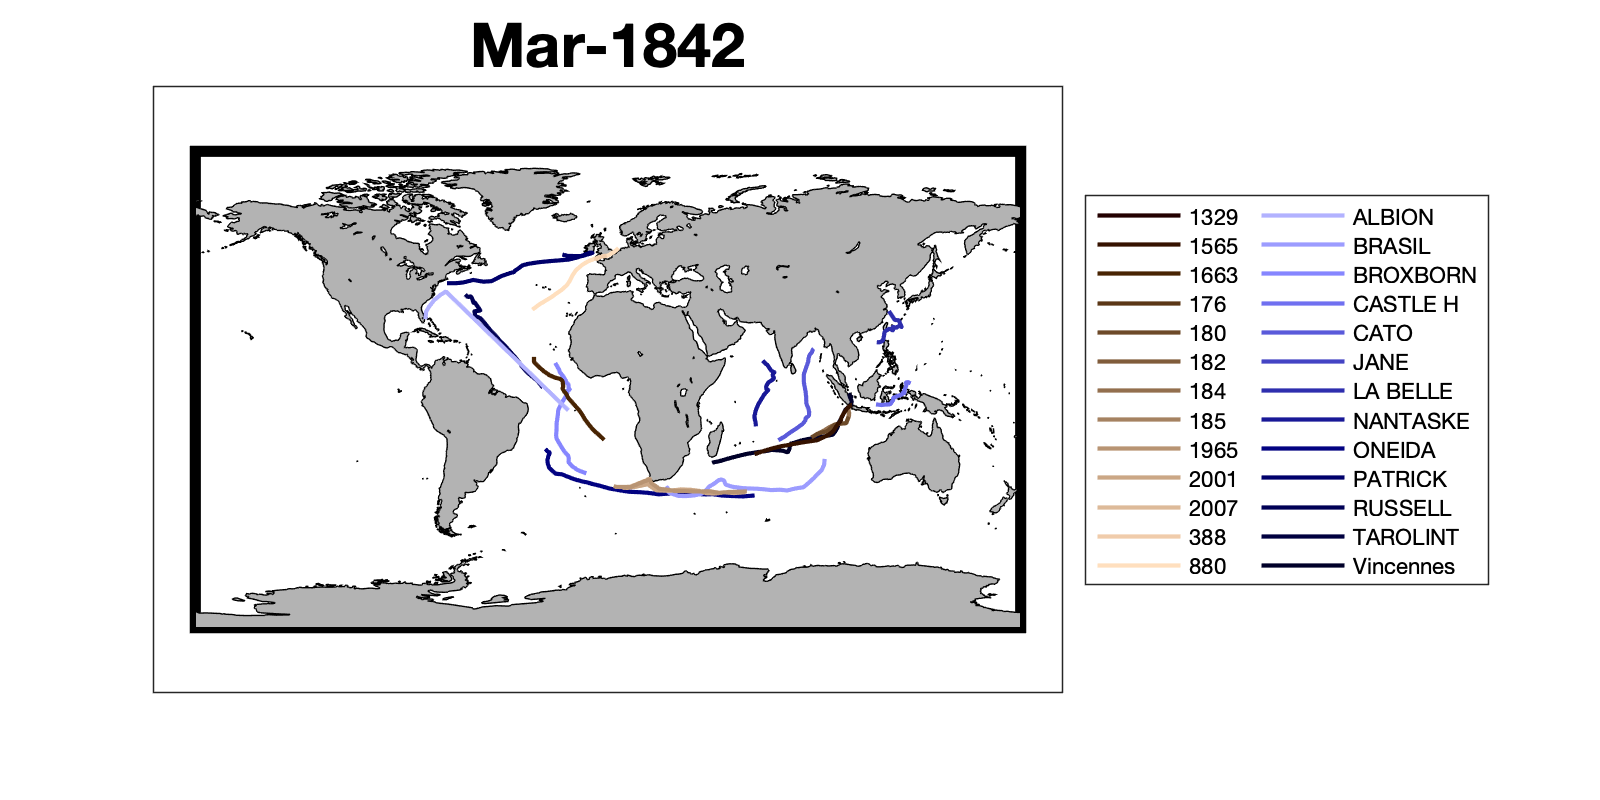 Mar-1842
1329
1565
1663
176
180
182
184
185
1965
2001
2007
388
880
ALBION
BRASIL
BROXBORN
CASTLE H
CATO
JANE
LA BELLE
NANTASKE
ONEIDA
PATRICK
RUSSELL
TAROLINT
Vincennes